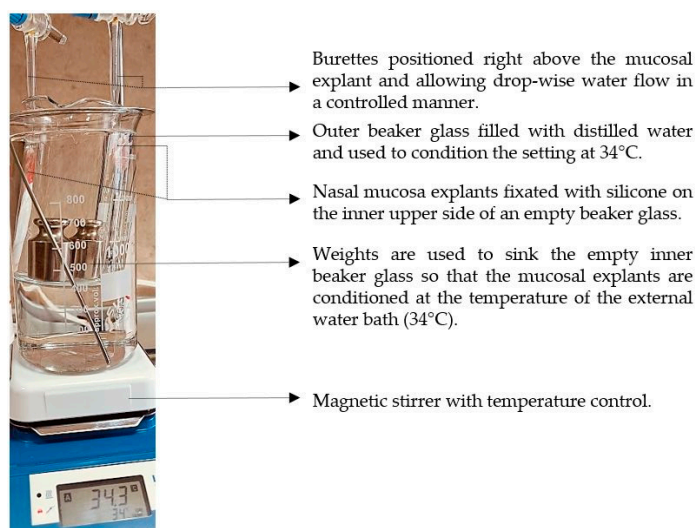 Burettes positioned right above the mucosal
explant and allowing drop-wise water flow in
a controlled manner.
Outer beaker glass filled with distilled water
and used to condition the setting at 34°C.
Nasal mucosa explants fixated with silicone on
the inner upper side of an empty beaker glass.
Weights are used to sink the empty inner
beaker glass so that the mucosal explants are
conditioned at the temperature of the external
water bath (34°C).
Magnetic stirrer with temperature control.
800
700
600
500
1000
34.3